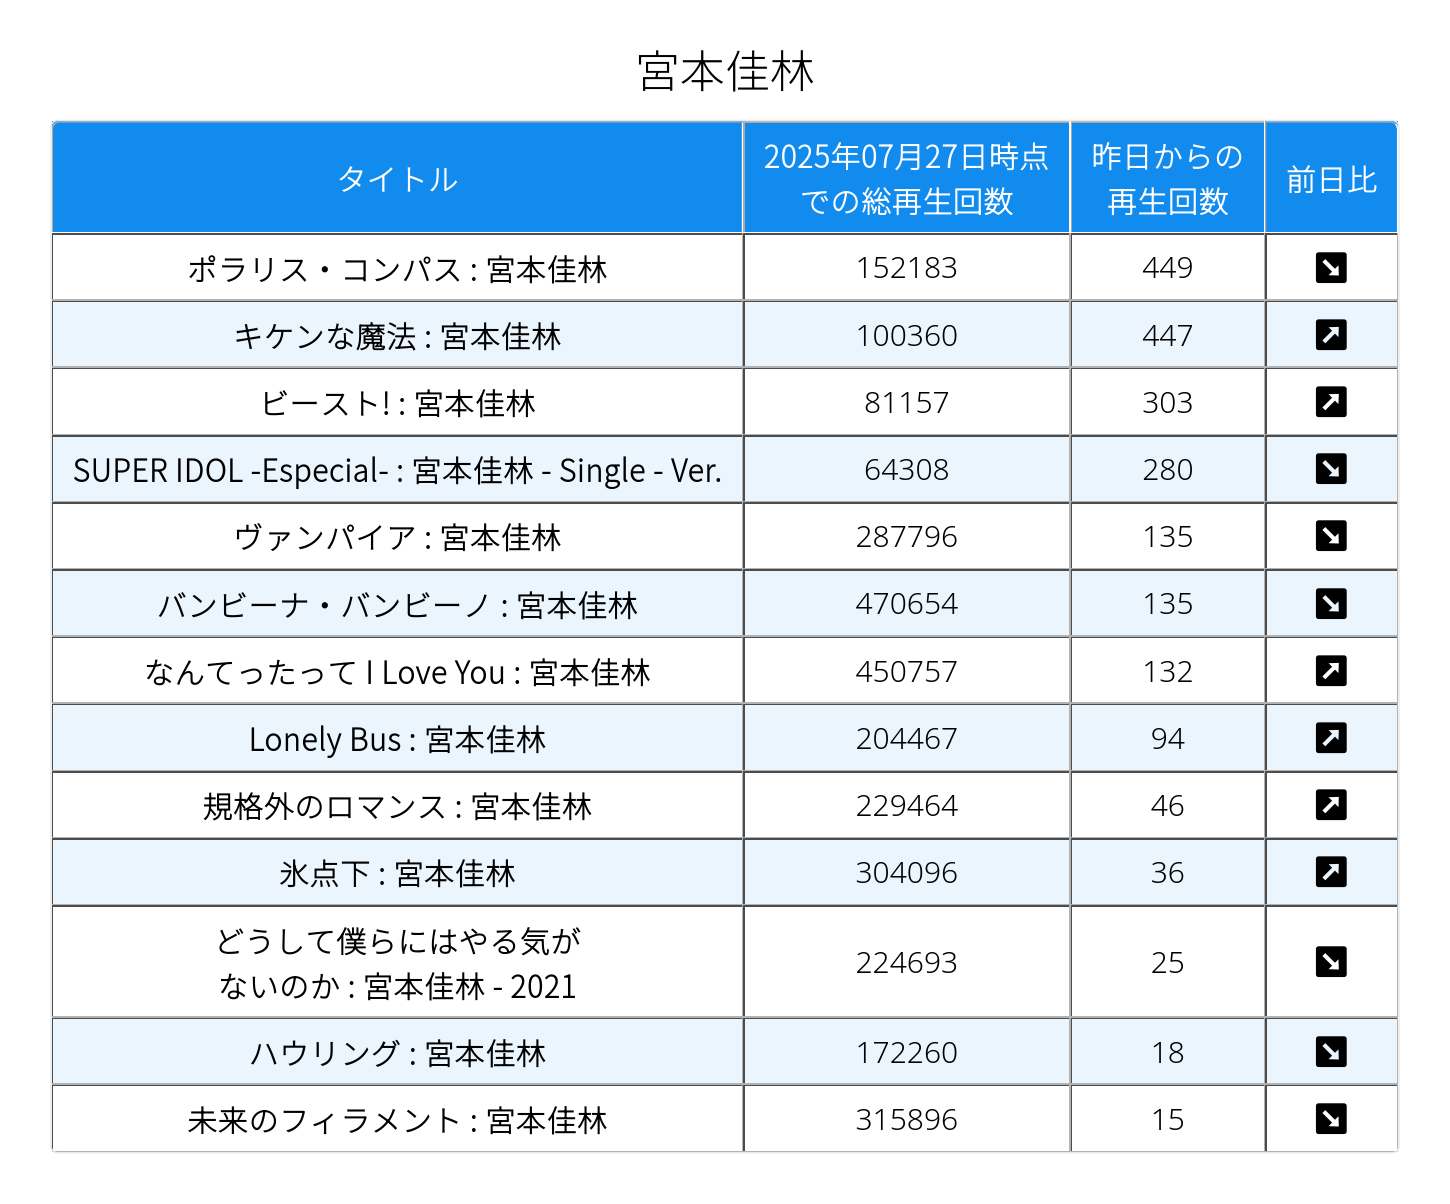 宮本佳林
タイトル
2025年07月27日時点
での総再生回数
昨日からの
再生回数
前日比
ポラリス・コンパス : 宮本佳林 152183 449 ↘
キケンな魔法 : 宮本佳林 100360 447 ↗
ビースト! : 宮本佳林 81157 303 ↗
SUPER IDOL -Especial- : 宮本佳林 - Single - Ver. 64308 280 ↘
ヴァンパイア : 宮本佳林 287796 135 ↘
バンビーナ・バンビーノ : 宮本佳林 470654 135 ↘
なんてったって I Love You : 宮本佳林 450757 132 ↗
Lonely Bus : 宮本佳林 204467 94 ↗
規格外のロマンス : 宮本佳林 229464 46 ↗
氷点下 : 宮本佳林 304096 36 ↗
どうして僕らにはやる気が
ないのか : 宮本佳林 - 2021 224693 25 ↘
ハウリング : 宮本佳林 172260 18 ↘
未来のフィラメント : 宮本佳林 315896 15 ↘